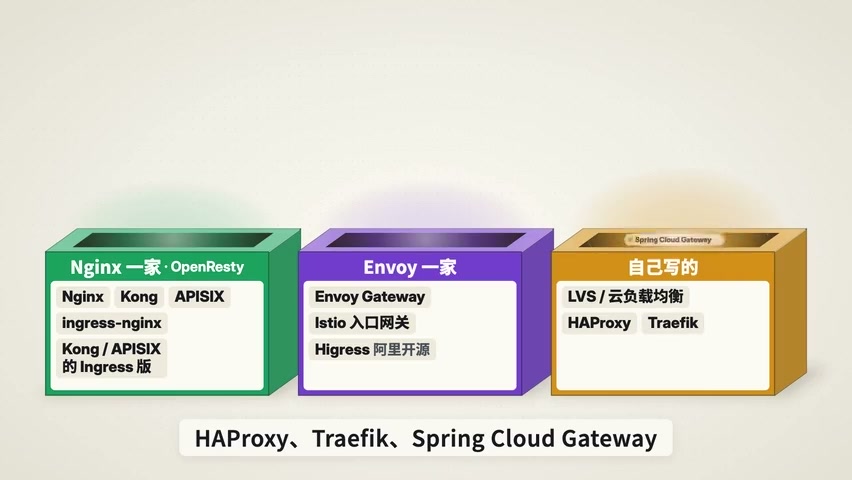 Spring Cloud Gateway
Nginx 一家 · OpenResty
Nginx Kong APISIX
ingress-nginx
Kong / APISIX
的 Ingress 版
Envoy 一家
Envoy Gateway
Istio 入口网关
Higress 阿里开源
自己写的
LVS / 云负载均衡
HAProxy Traefik
HAProxy、Traefik、Spring Cloud Gateway